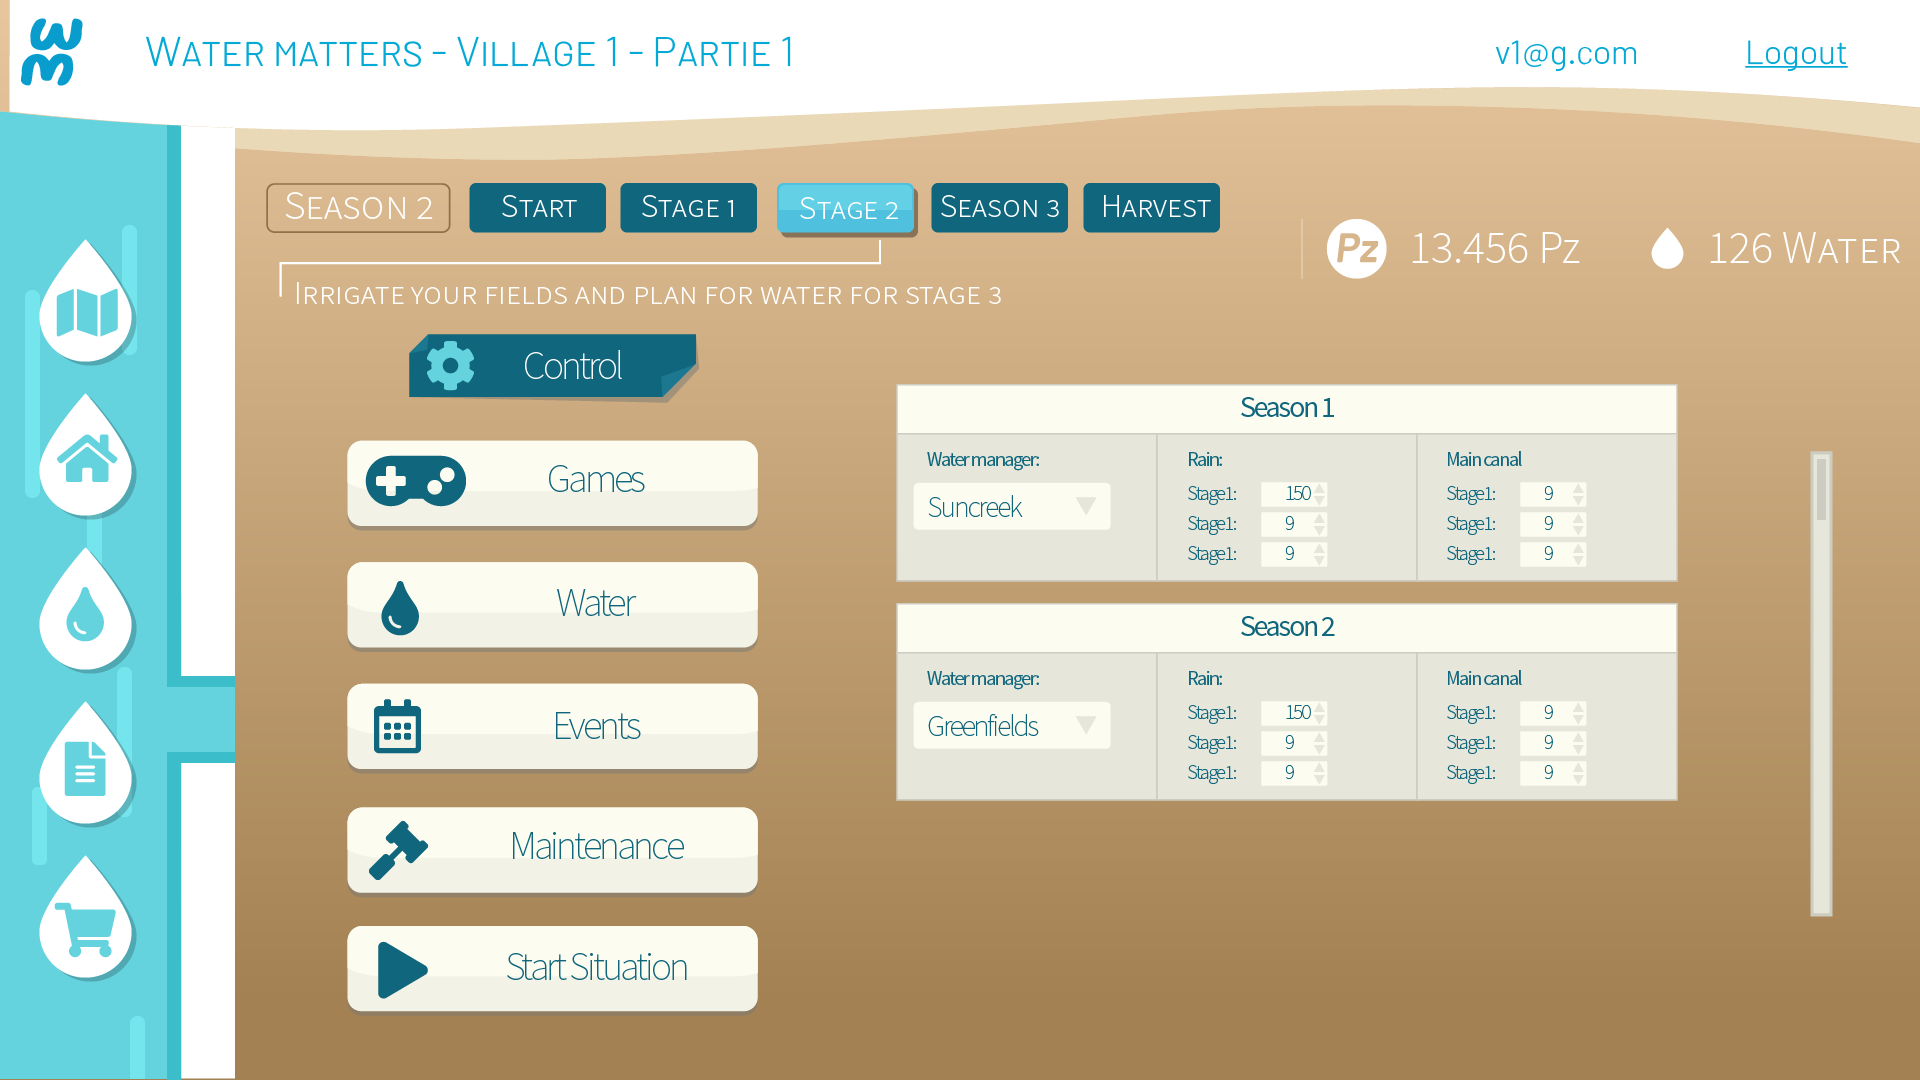 WM
WATER MATTERS - VILLAGE 1 - PARTIE 1
v1@g.com
Logout
SEASON 2
START
STAGE 1
STAGE 2
SEASON 3
HARVEST
IRRIGATE YOUR FIELDS AND PLAN FOR WATER FOR STAGE 3
Pz
13.456 Pz
126 WATER
Control
Games
Water
Events
Maintenance
Start Situation
Season 1
Water manager:
Suncreek
Rain:
Stage1: 150
Stage1: 9
Stage1: 9
Main canal
Stage1: 9
Stage1: 9
Stage1: 9
Season 2
Water manager:
Greenfields
Rain:
Stage1: 150
Stage1: 9
Stage1: 9
Main canal
Stage1: 9
Stage1: 9
Stage1: 9